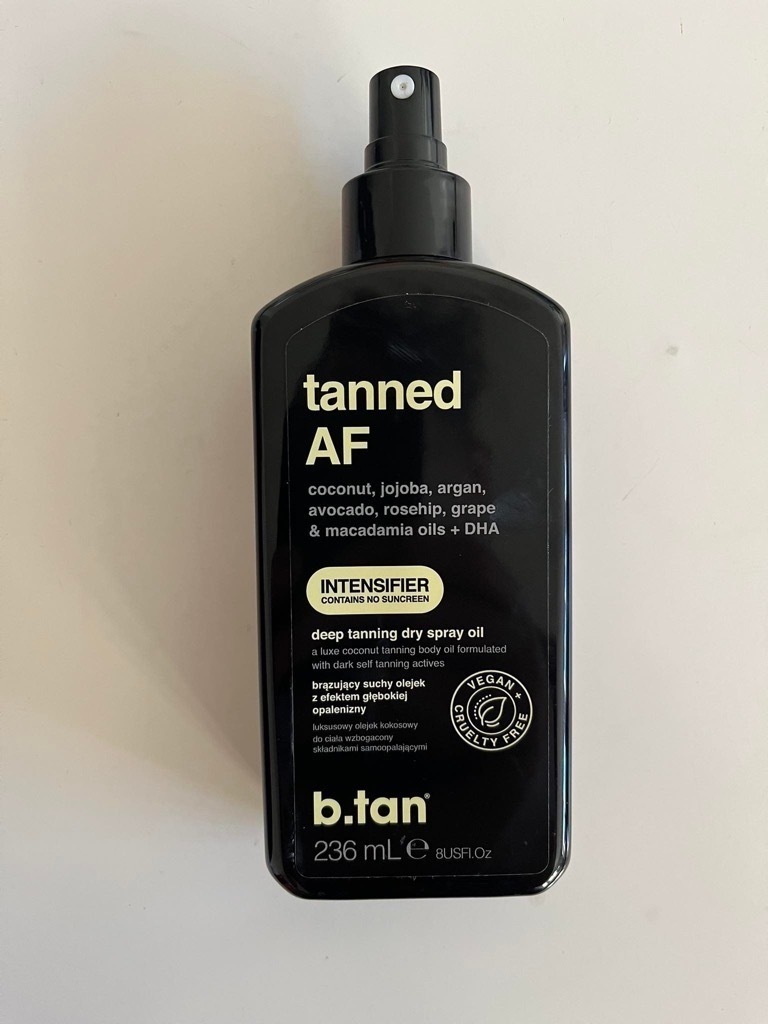 tanned
AF
coconut, jojoba, argan,
avocado, rosehip, grape
& macadamia oils + DHA
INTENSIFIER
CONTAINS NO SUNCREEN
deep tanning dry spray oil
a luxe coconut tanning body oil formulated
with dark self tanning actives
brązujący suchy olejek
z efektem głębokiej
opalenizny
luksusowy olejek kokosowy
do ciała wzbogacony
składnikami samoopalającymi
VEGAN +
CRUELTY FREE
b.tan®
236 mL ℮ 8USFl.Oz